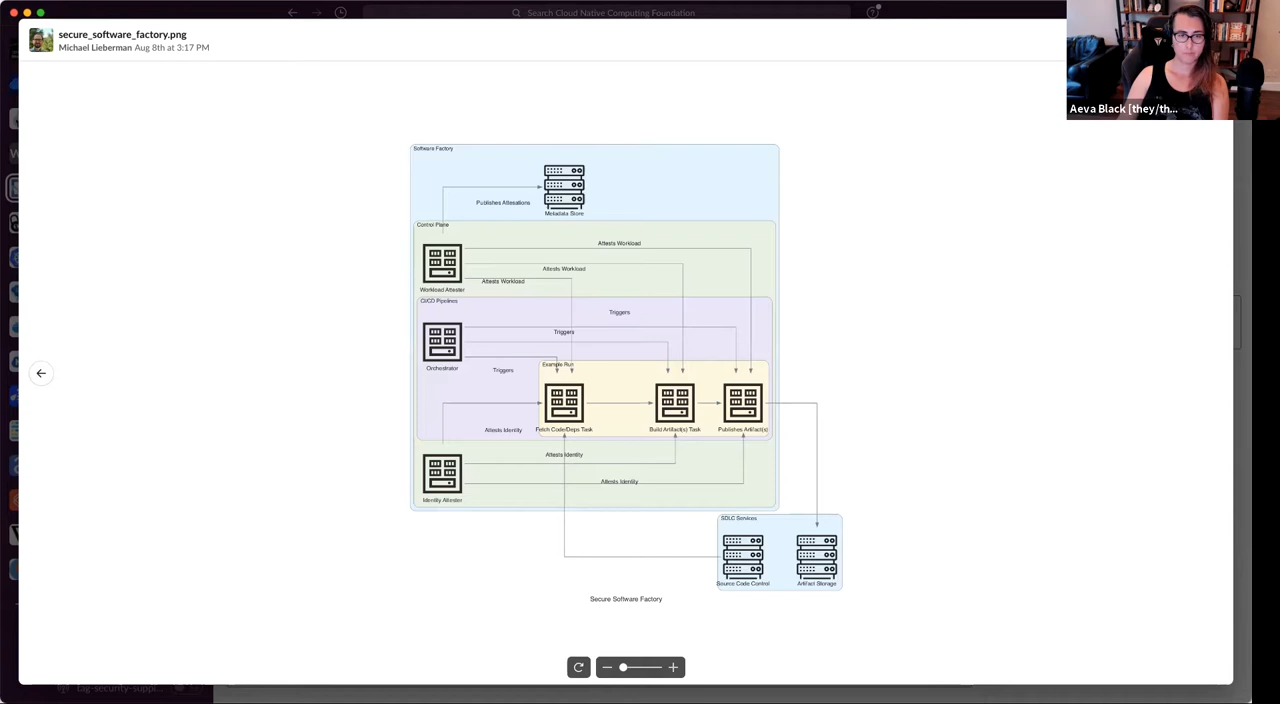 Search Cloud Native Computing Foundation
secure_software_factory.png
Michael Lieberman Aug 8th at 3:17 PM
Aeva Black [they/th...
Software Factory
Publishes Attestations
Metadata Store
Control Plane
Attests Workload
Attests Workload
Attests Workload
Workload Attester
CI/CD Pipelines
Triggers
Triggers
Example Run
Orchestrator
Triggers
Fetch Code/Deps Task
Build Artifact(s) Task
Publishes Artifact(s)
Attests Identity
Attests Identity
Attests Identity
Identity Attester
SDLC Services
Source Code Control
Artifact Storage
Secure Software Factory
tag-security-suppl...